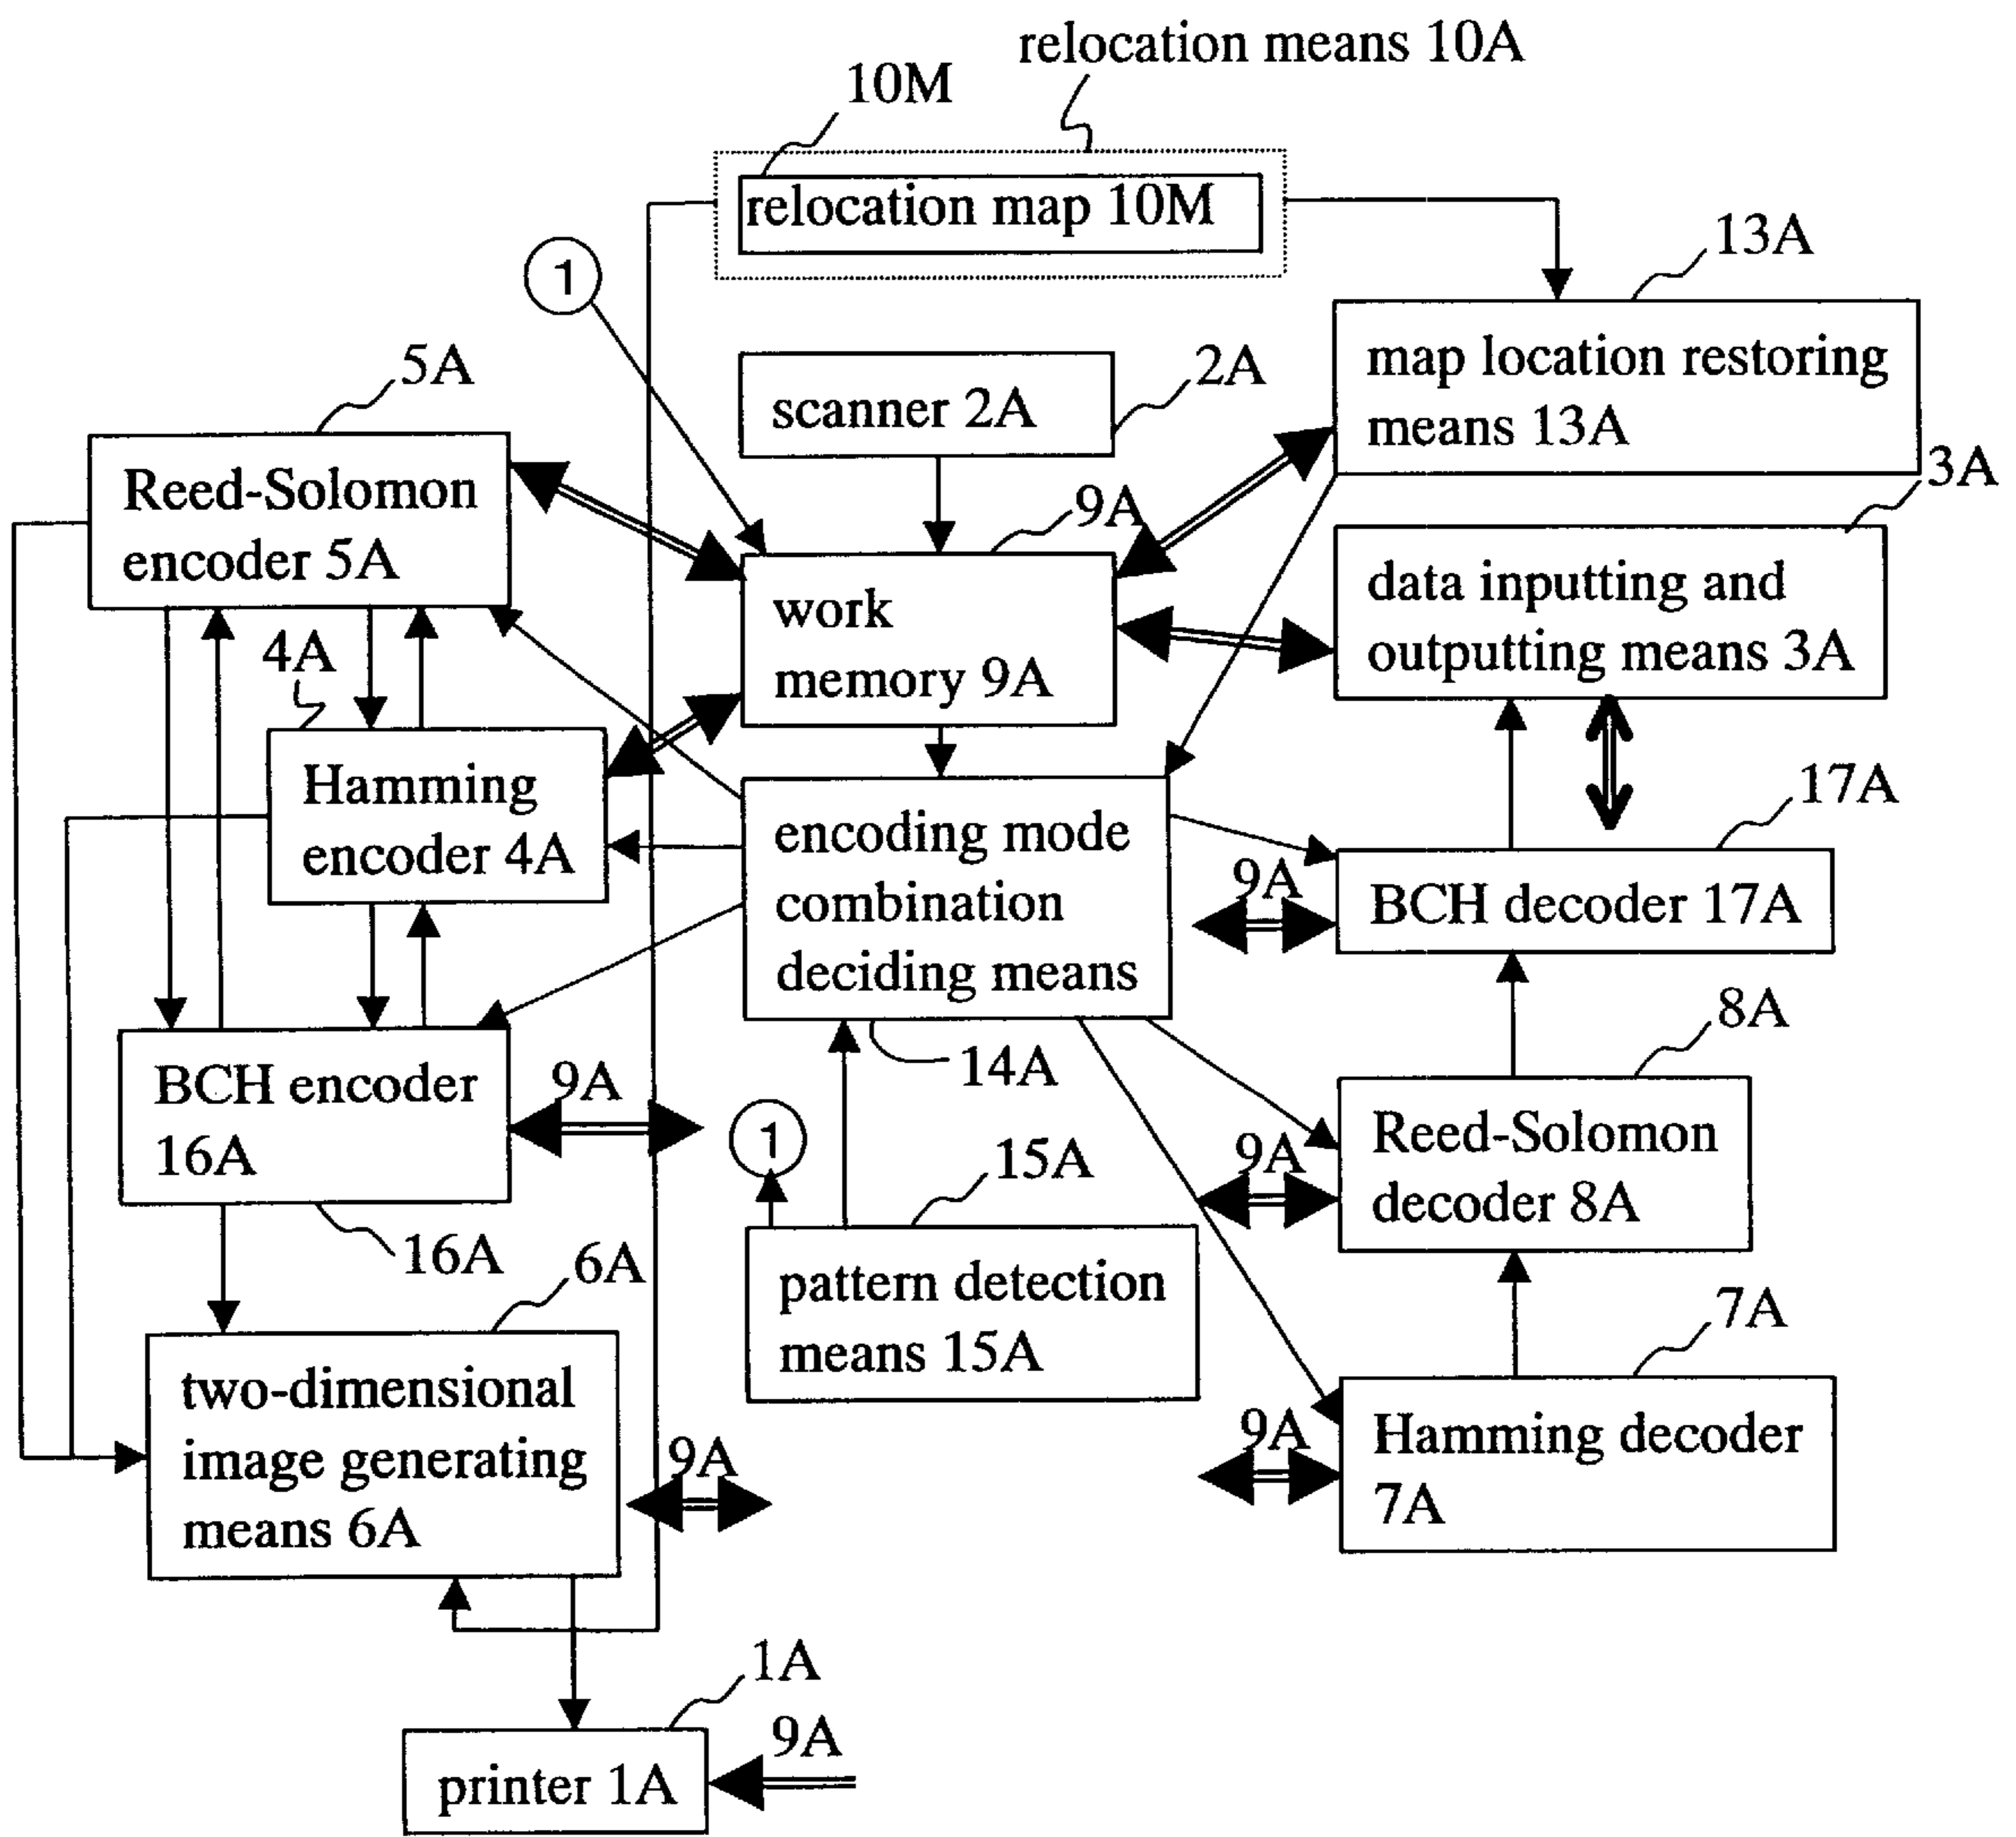 relocation means 10A
10M
relocation map 10M
13A
1
map location restoring
means 13A
5A
scanner 2A
2A
3A
Reed-Solomon
encoder 5A
9A
data inputting and
outputting means 3A
work
memory 9A
4A
Hamming
encoder 4A
17A
encoding mode
combination
deciding means
9A
BCH decoder 17A
14A
8A
BCH encoder
16A
9A
1
15A
9A
Reed-Solomon
decoder 8A
16A
6A
pattern detection
means 15A
7A
two-dimensional
image generating
means 6A
9A
9A
Hamming decoder
7A
1A
9A
printer 1A